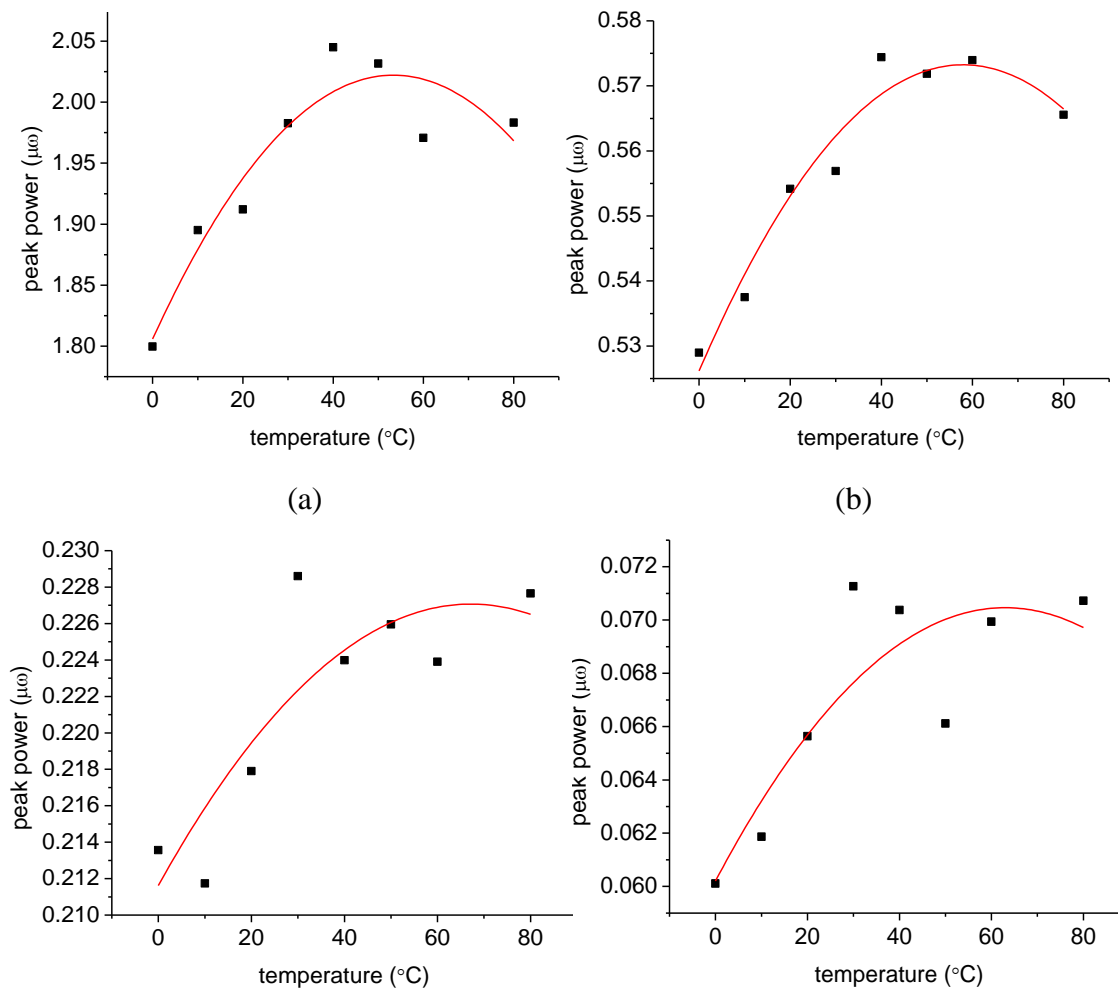 peak power (μω)
2.05
2.00
1.95
1.90
1.85
1.80
0 20 40 60 80
temperature (°C)
(a)
peak power (μω)
0.58
0.57
0.56
0.55
0.54
0.53
0 20 40 60 80
temperature (°C)
(b)
peak power (μω)
0.230
0.228
0.226
0.224
0.222
0.220
0.218
0.216
0.214
0.212
0.210
0 20 40 60 80
temperature (°C)
peak power (μω)
0.072
0.070
0.068
0.066
0.064
0.062
0.060
0 20 40 60 80
temperature (°C)